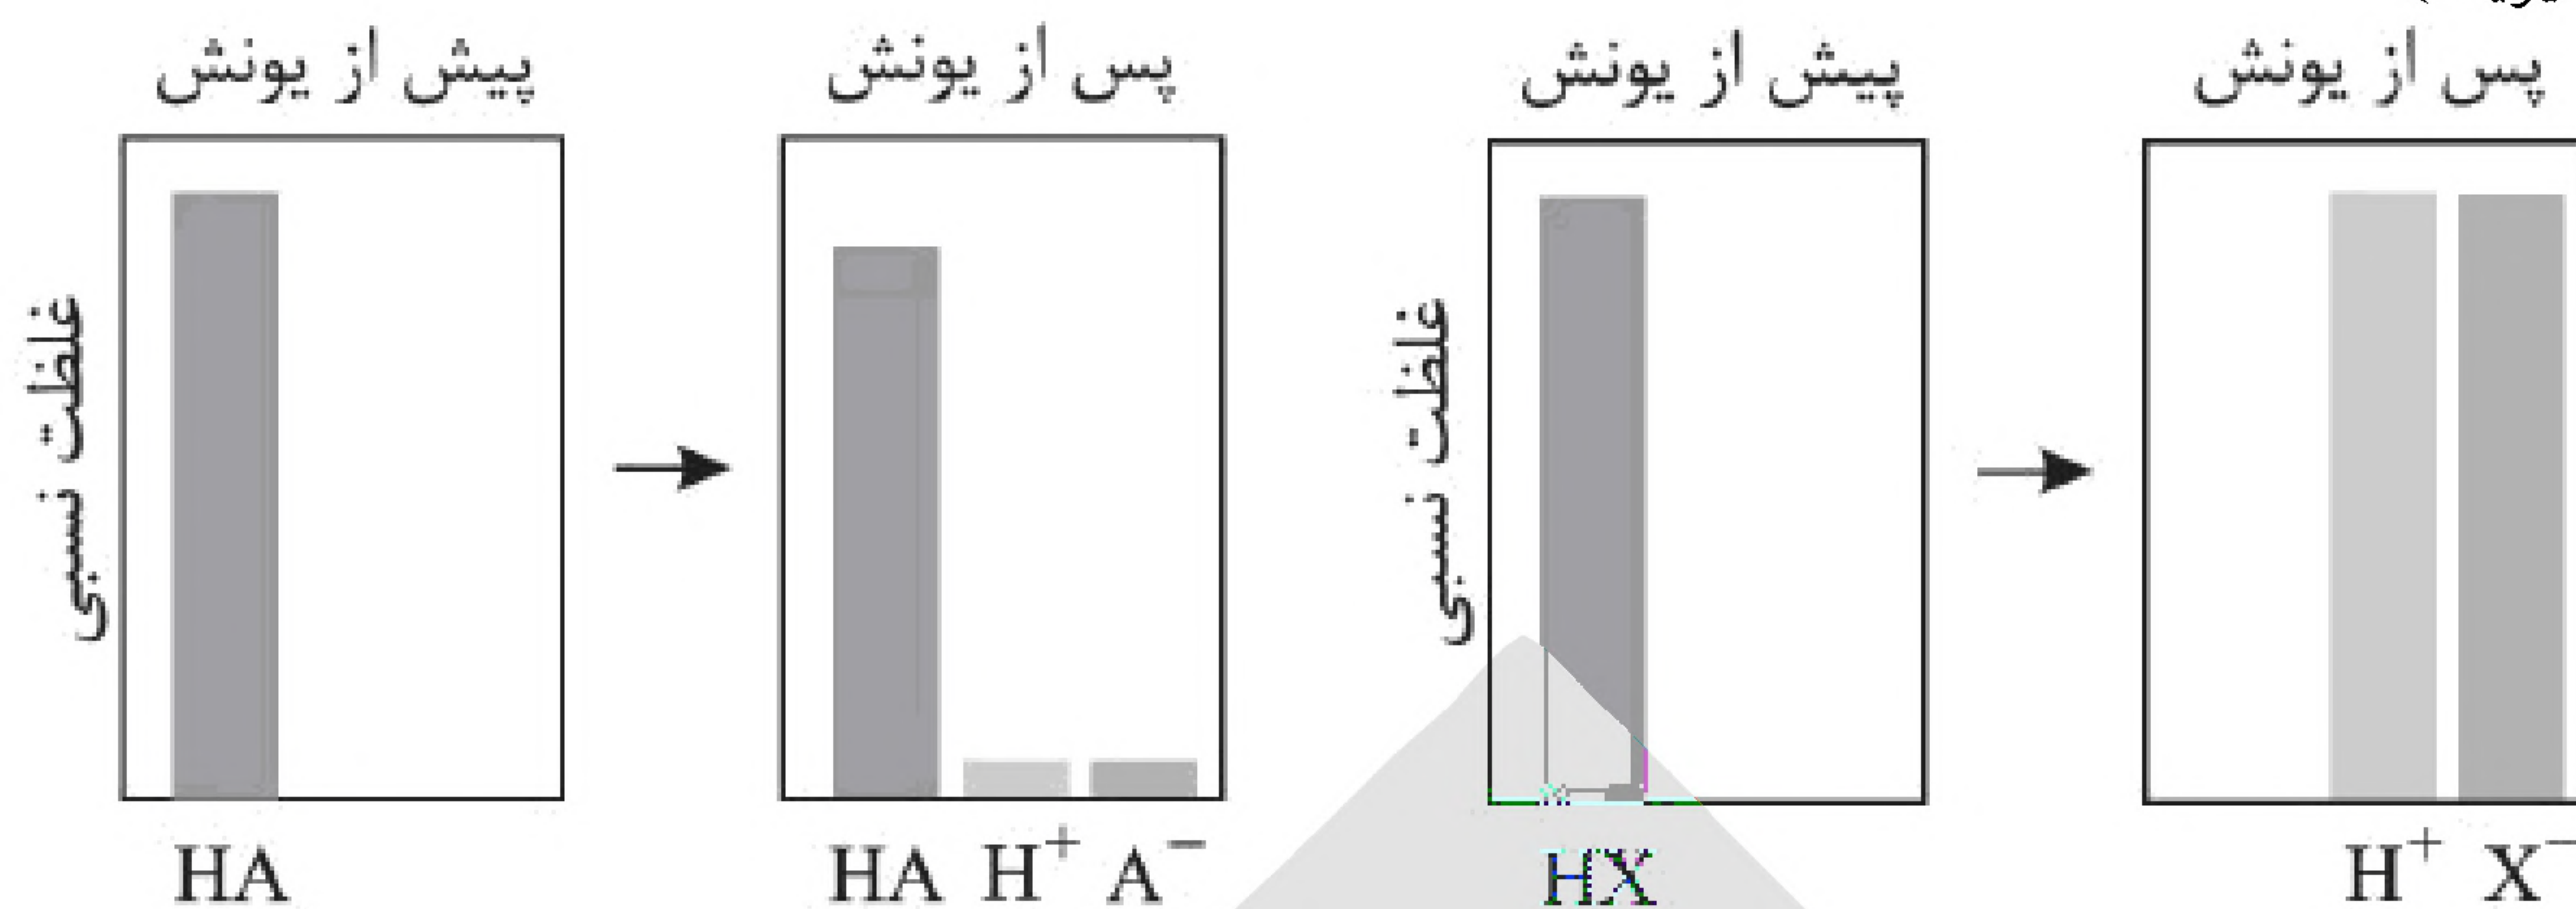 پیش از یونش
پس از یونش
پیش از یونش
پس از یونش
غلظت نسبی
غلظت نسبی
HA
HA H⁺ A⁻
HX
H⁺ X⁻